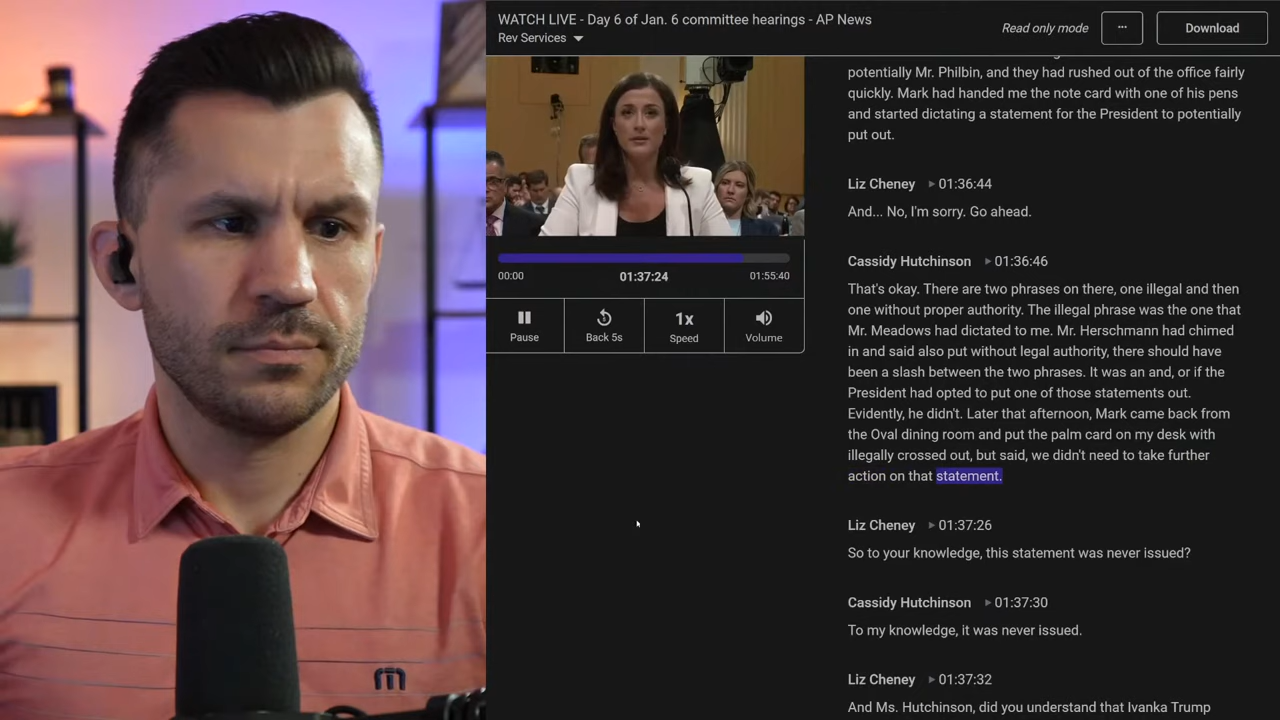 WATCH LIVE - Day 6 of Jan. 6 committee hearings - AP News
Rev Services
Read only mode
...
Download
potentially Mr. Philbin, and they had rushed out of the office fairly
quickly. Mark had handed me the note card with one of his pens
and started dictating a statement for the President to potentially
put out.
Liz Cheney 01:36:44
And... No, I'm sorry. Go ahead.
Cassidy Hutchinson 01:36:46
That's okay. There are two phrases on there, one illegal and then
one without proper authority. The illegal phrase was the one that
Mr. Meadows had dictated to me. Mr. Herschmann had chimed
in and said also put without legal authority, there should have
been a slash between the two phrases. It was an and, or if the
President had opted to put one of those statements out.
Evidently, he didn't. Later that afternoon, Mark came back from
the Oval dining room and put the palm card on my desk with
illegally crossed out, but said, we didn't need to take further
action on that statement.
Liz Cheney 01:37:26
So to your knowledge, this statement was never issued?
Cassidy Hutchinson 01:37:30
To my knowledge, it was never issued.
Liz Cheney 01:37:32
And Ms. Hutchinson, did you understand that Ivanka Trump
00:00 01:37:24 01:55:40
1x
Pause Back 5s Speed Volume